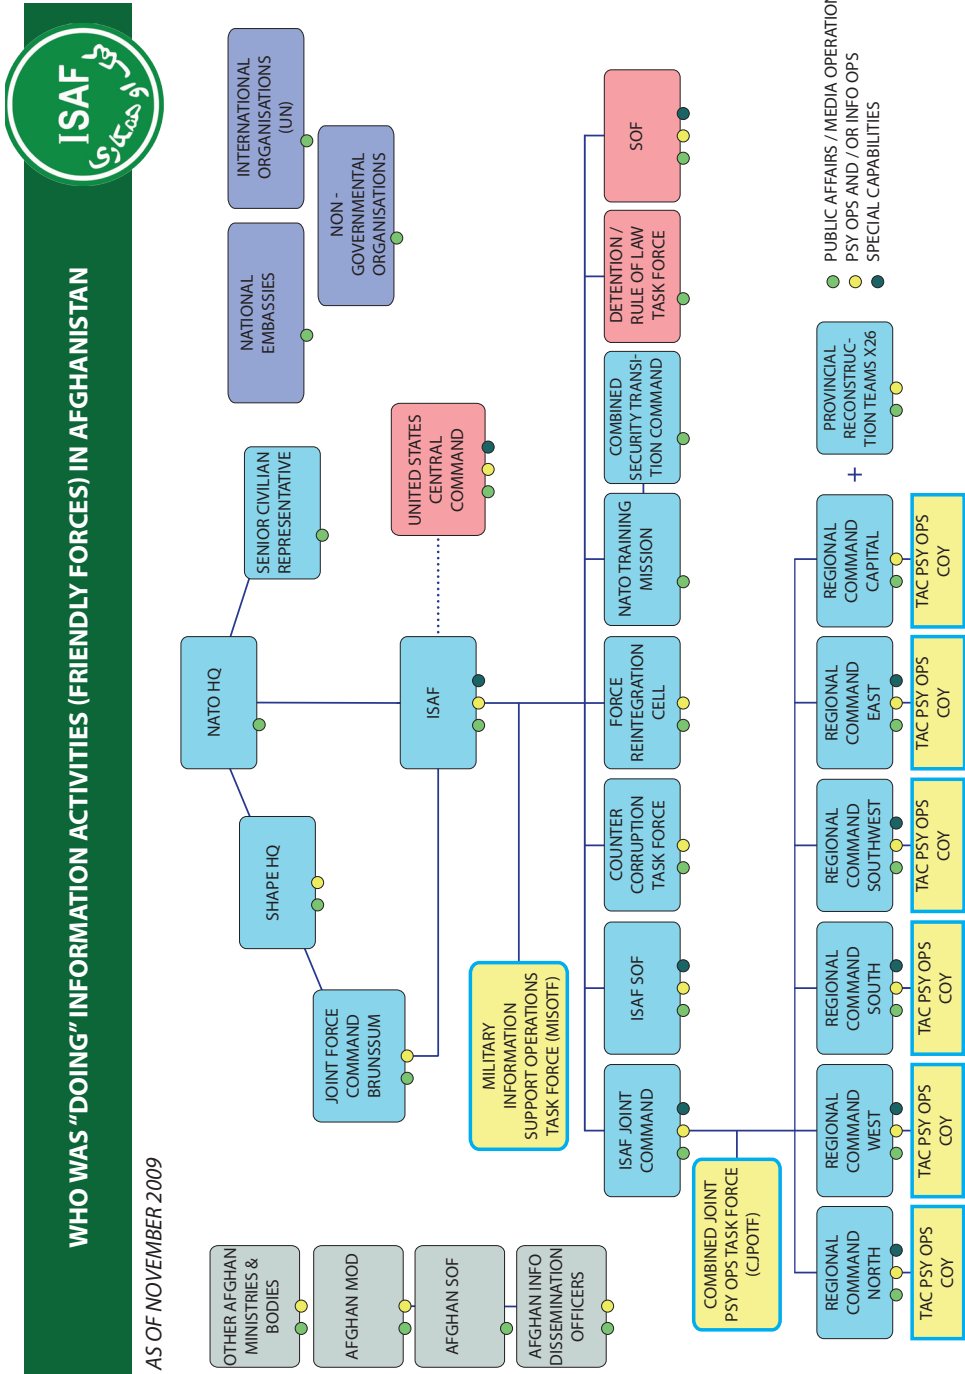 WHO WAS "DOING" INFORMATION ACTIVITIES (FRIENDLY FORCES) IN AFGHANISTAN
ISAF
او همکاری
AS OF NOVEMBER 2009
NATO HQ
SHAPE HQ
SENIOR CIVILIAN
REPRESENTATIVE
JOINT FORCE
COMMAND
BRUNSSUM
NATIONAL
EMBASSIES
INTERNATIONAL
ORGANISATIONS
(UN)
NON -
GOVERNMENTAL
ORGANISATIONS
OTHER AFGHAN
MINISTRIES &
BODIES
AFGHAN MOD
AFGHAN SOF
AFGHAN INFO
DISSEMINATION
OFFICERS
ISAF
UNITED STATES
CENTRAL
COMMAND
MILITARY
INFORMATION
SUPPORT OPERATIONS
TASK FORCE (MISOTF)
ISAF JOINT
COMMAND
ISAF SOF
COUNTER
CORRUPTION
TASK FORCE
FORCE
REINTEGRATION
CELL
NATO TRAINING
MISSION
COMBINED
SECURITY TRANSI-
TION COMMAND
DETENTION /
RULE OF LAW
TASK FORCE
SOF
COMBINED JOINT
PSY OPS TASK FORCE
(CJPOTF)
REGIONAL
COMMAND
NORTH
REGIONAL
COMMAND
WEST
REGIONAL
COMMAND
SOUTH
REGIONAL
COMMAND
SOUTHWEST
REGIONAL
COMMAND
EAST
REGIONAL
COMMAND
CAPITAL
+
PROVINCIAL
RECONSTRUC-
TION TEAMS X26
TAC PSY OPS
COY
TAC PSY OPS
COY
TAC PSY OPS
COY
TAC PSY OPS
COY
TAC PSY OPS
COY
TAC PSY OPS
COY
PUBLIC AFFAIRS / MEDIA OPERATION
PSY OPS AND / OR INFO OPS
SPECIAL CAPABILITIES